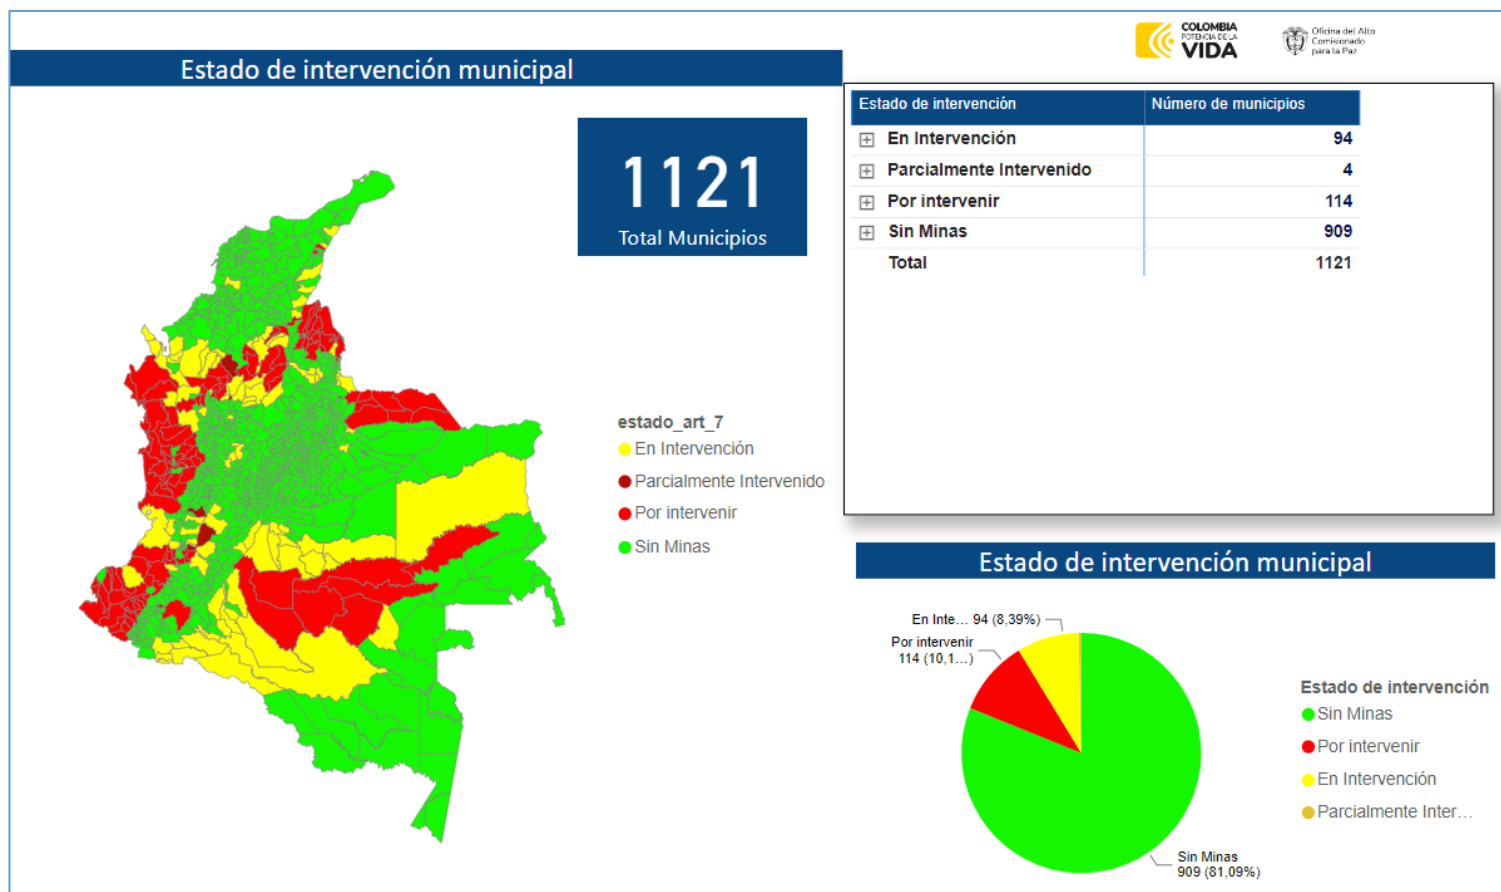 COLOMBIA
POTENCIA DE LA
VIDA
Oficina del Alto
Comisionado
para la Paz
Estado de intervención municipal
1121
Total Municipios
Estado de intervención Número de municipios
En Intervención 94
Parcialmente Intervenido 4
Por intervenir 114
Sin Minas 909
Total 1121
estado_art_7
En Intervención
Parcialmente Intervenido
Por intervenir
Sin Minas
Estado de intervención municipal
En Inte... 94 (8,39%)
Por intervenir
114 (10,1...)
Sin Minas
909 (81,09%)
Estado de intervención
Sin Minas
Por intervenir
En Intervención
Parcialmente Inter...